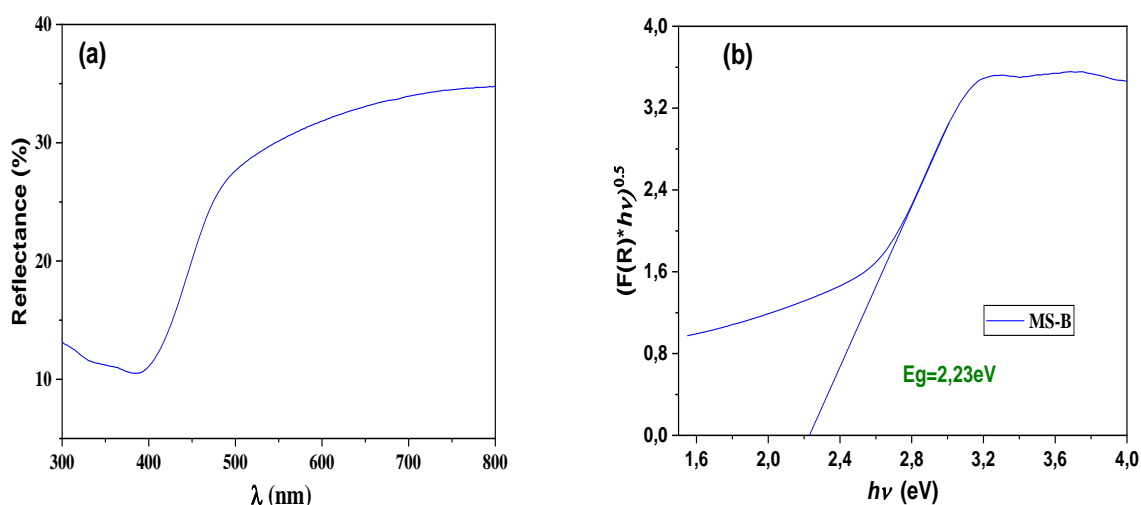 (a)
Reflectance (%)
40
30
20
10
300 400 500 600 700 800
λ (nm)
(b)
(F(R)*hν)^0.5
4,0
3,2
2,4
1,6
0,8
0,0
MS-B
Eg=2,23eV
1,6 2,0 2,4 2,8 3,2 3,6 4,0
hν (eV)